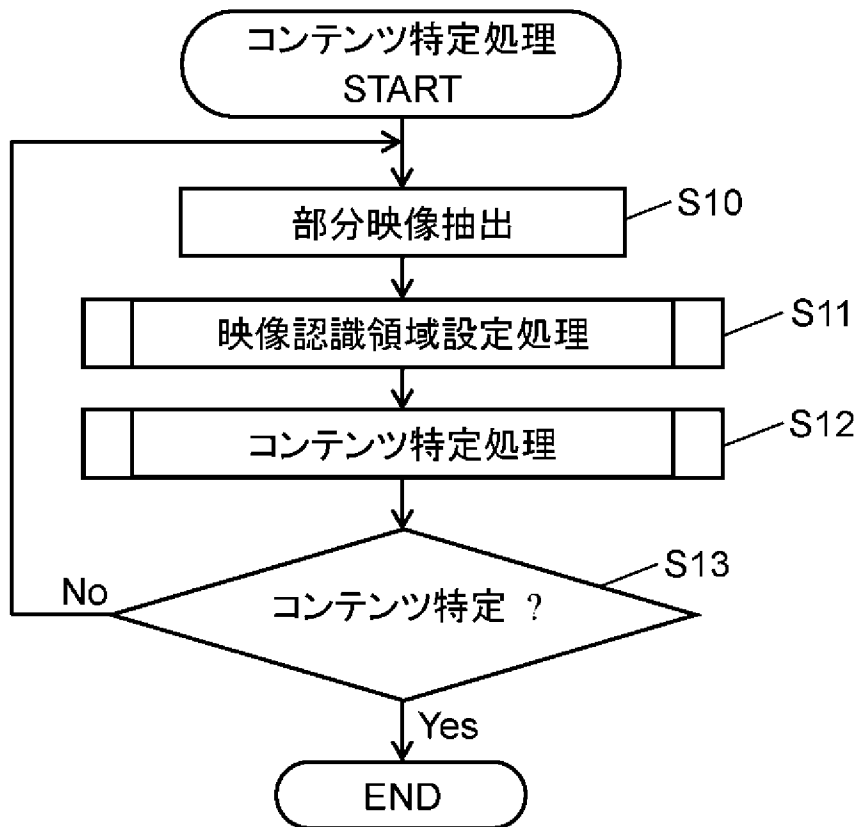 コンテンツ特定処理
START
部分映像抽出
S10
映像認識領域設定処理
S11
コンテンツ特定処理
S12
S13
コンテンツ特定 ?
No
Yes
END